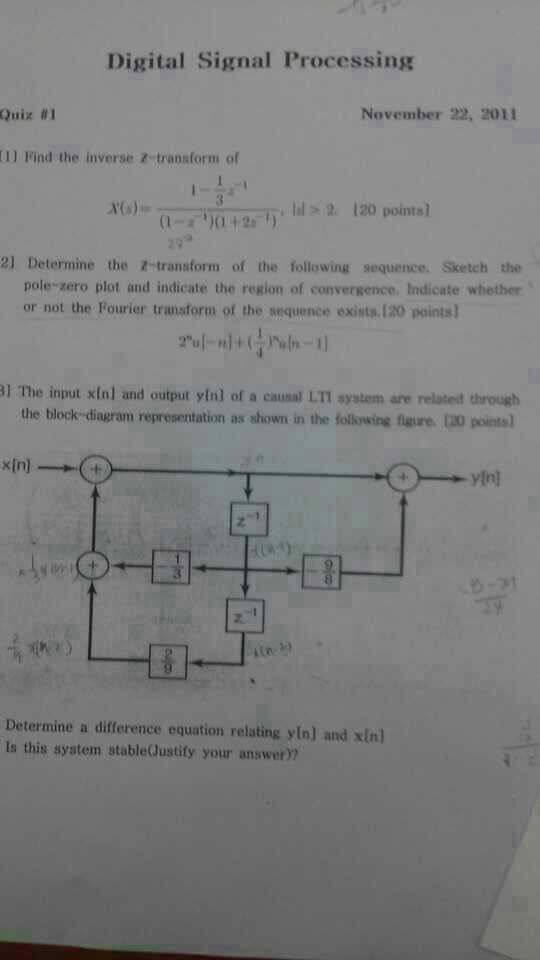 Digital Signal Processing
Quiz #1 November 22, 2011
[1] Find the inverse z-transform of
X(z)= \frac{1-\frac{1}{3}z^{-1}}{(1-z^{-1})(1+2z^{-1})}, |z| > 2. [20 points]
2] Determine the z-transform of the following sequence. Sketch the
pole-zero plot and indicate the region of convergence. Indicate whether
or not the Fourier transform of the sequence exists.[20 points]
2^n u[-n]+(\frac{1}{4})^n u[n-1]
3] The input x[n] and output y[n] of a causal LTI system are related through
the block-diagram representation as shown in the following figure. [20 points]
x[n] + + y[n]
z^{-1}
+ -\frac{1}{3} -\frac{9}{8}
z^{-1}
\frac{2}{9}
Determine a difference equation relating y[n] and x[n]
Is this system stable(Justify your answer)?